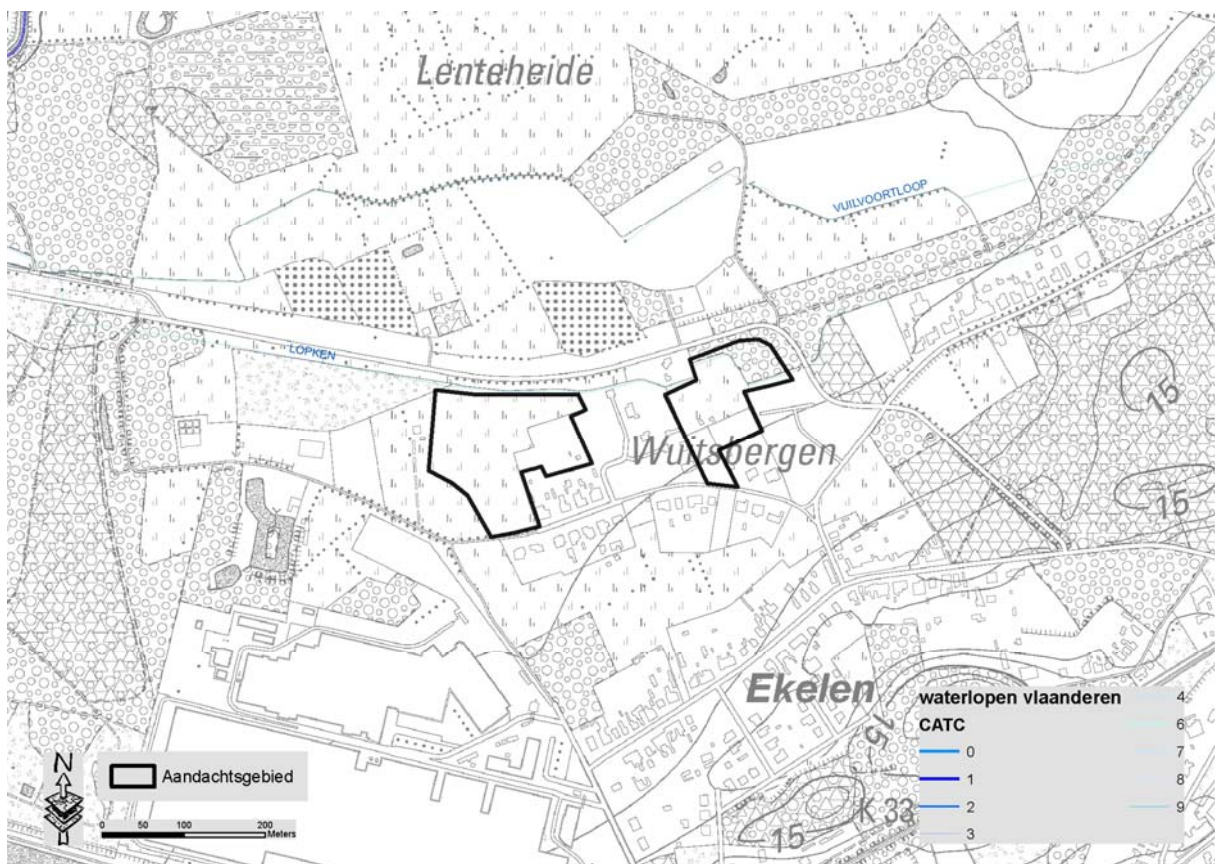 Lenteheide
VUILVOORTLOOP
LOPKEN
15
Wuitsbergen
15
Ekelen
15
15
K 33
waterlopen vlaanderen
CATC
0
1
2
3
4
6
7
8
9
N
Aandachtsgebied
0 50 100 200
Meters